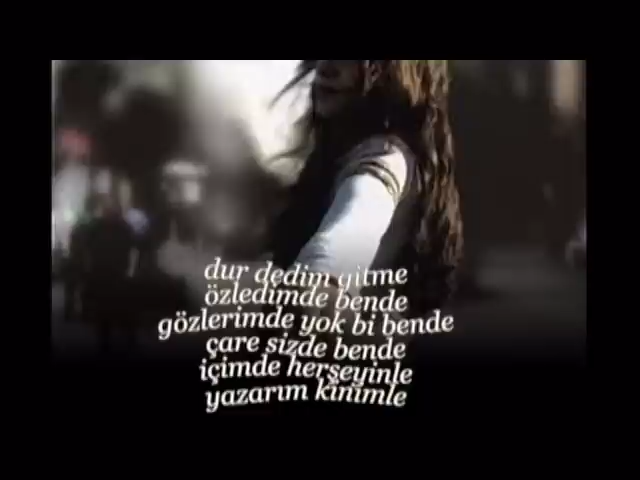 dur dedim gitme
özledimde bende
gözlerimde yok bi bende
çare sizde bende
içimde herşeyinle
yazarım kinimle